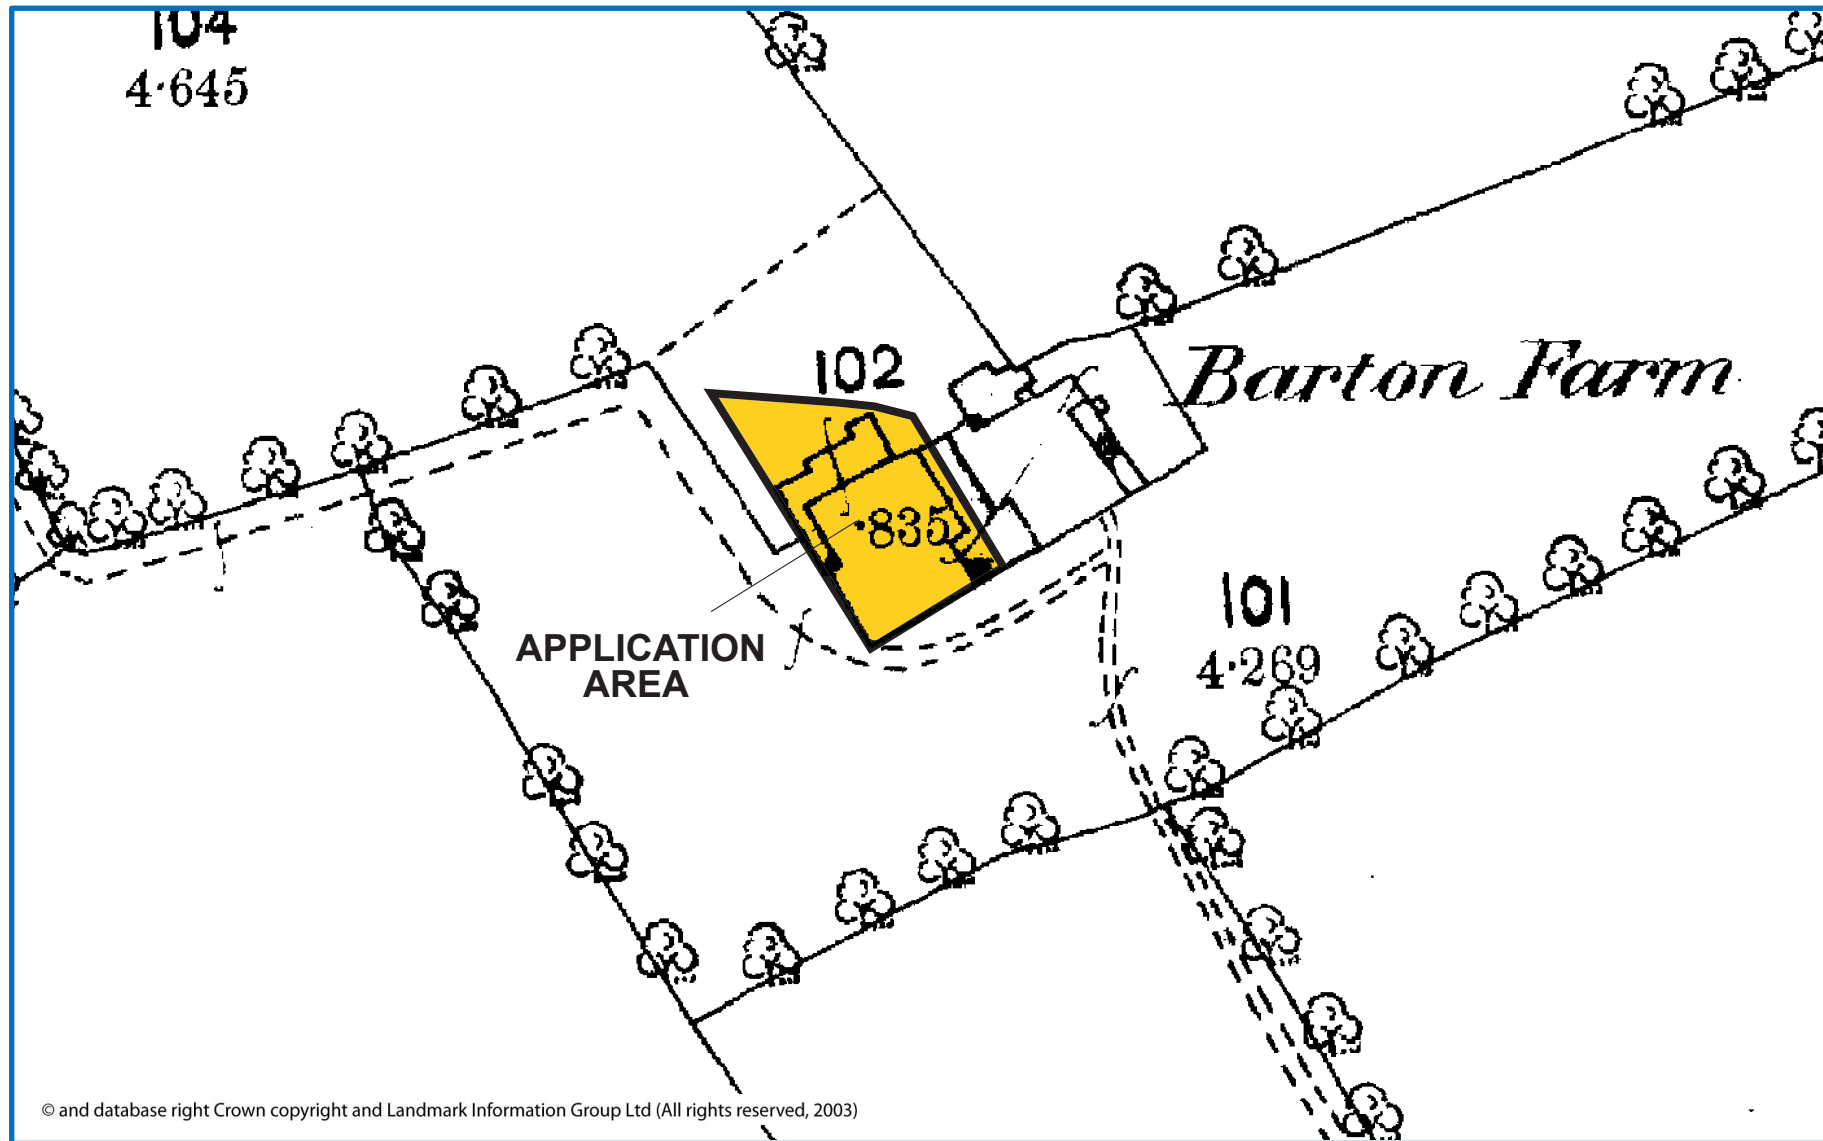 104
4·645
102
Barton Farm
·835
101
4·269
APPLICATION
AREA
© and database right Crown copyright and Landmark Information Group Ltd (All rights reserved, 2003)